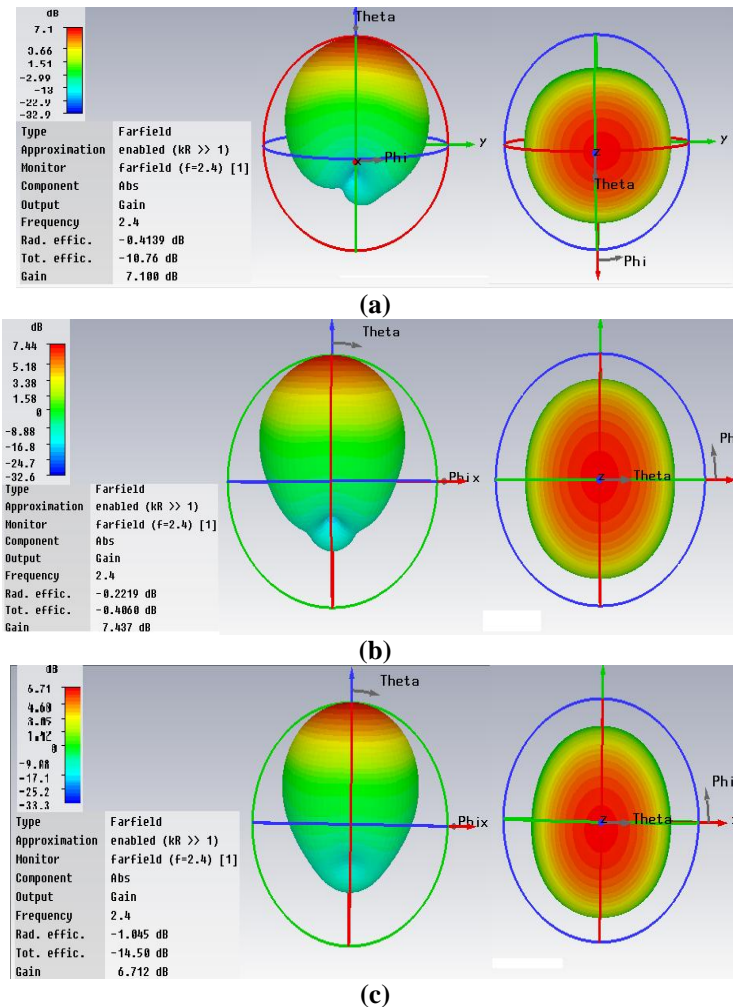 dB
7.1
3.66
1.51
-2.99
-13
-22.9
-32.9
Theta
y
x
Phi
y
z
Theta
Phi
Type Farfield
Approximation enabled (kR >> 1)
Monitor farfield (f=2.4) [1]
Component Abs
Output Gain
Frequency 2.4
Rad. effic. -0.4139 dB
Tot. effic. -10.76 dB
Gain 7.100 dB
(a)
dB
7.44
5.18
3.38
1.58
0
-8.88
-16.8
-24.7
-32.6
Theta
Phix
z
Theta
Ph
Type Farfield
Approximation enabled (kR >> 1)
Monitor farfield (f=2.4) [1]
Component Abs
Output Gain
Frequency 2.4
Rad. effic. -0.2219 dB
Tot. effic. -0.4060 dB
Gain 7.437 dB
(b)
dB
6.71
0
-9.08
-17.1
-25.2
-33.3
Theta
Phix
z
Theta
Phi
Type Farfield
Approximation enabled (kR >> 1)
Monitor farfield (f=2.4) [1]
Component Abs
Output Gain
Frequency 2.4
Rad. effic. -1.045 dB
Tot. effic. -14.50 dB
Gain 6.712 dB
(c)